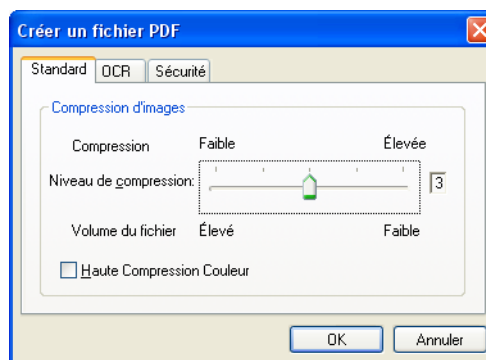 Créer un fichier PDF
Standard OCR Sécurité
Compression d'images
Compression Faible Élevée
Niveau de compression: 3
Volume du fichier Élevé Faible
Haute Compression Couleur
OK Annuler